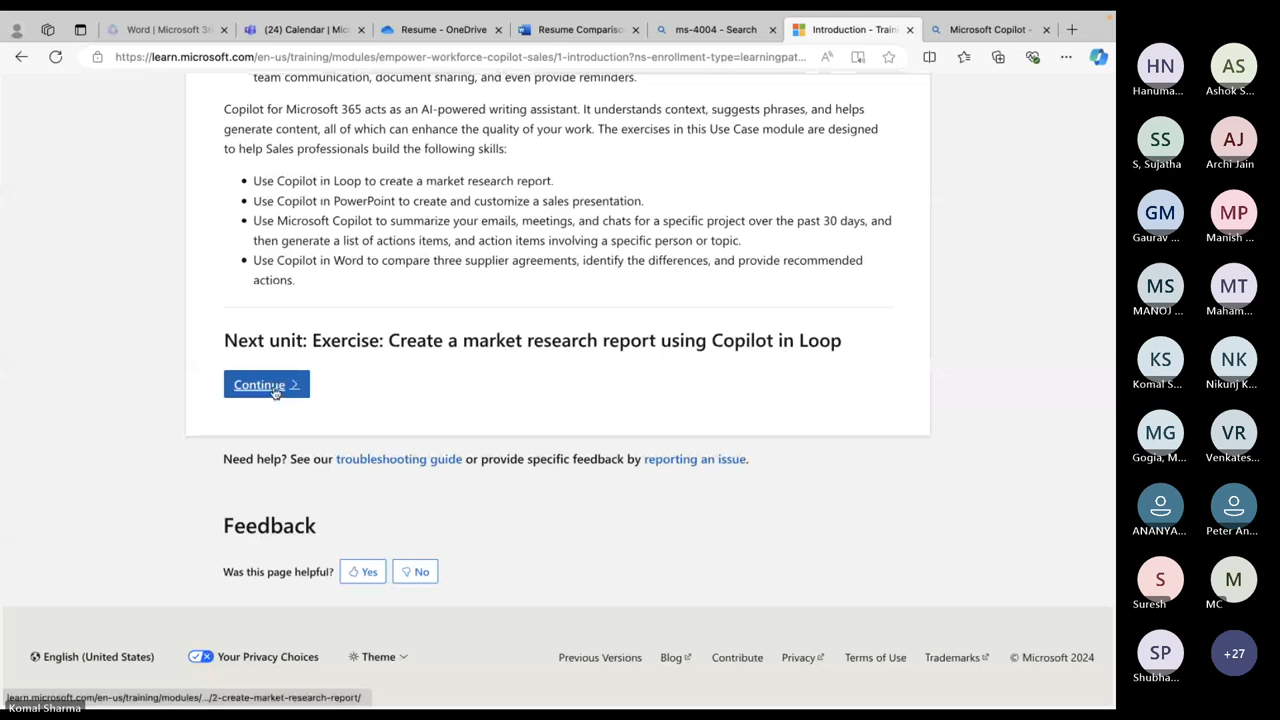 Word | Microsoft 36
(24) Calendar | Mic
Resume - OneDrive
Resume Comparis
ms-4004 - Search
Introduction - Train
Microsoft Copilot -
https://learn.microsoft.com/en-us/training/modules/empower-workforce-copilot-sales/1-introduction?ns-enrollment-type=learningpat...
team communication, document sharing, and even provide reminders.
Copilot for Microsoft 365 acts as an AI-powered writing assistant. It understands context, suggests phrases, and helps
generate content, all of which can enhance the quality of your work. The exercises in this Use Case module are designed
to help Sales professionals build the following skills:
Use Copilot in Loop to create a market research report.
Use Copilot in PowerPoint to create and customize a sales presentation.
Use Microsoft Copilot to summarize your emails, meetings, and chats for a specific project over the past 30 days, and
then generate a list of actions items, and action items involving a specific person or topic.
Use Copilot in Word to compare three supplier agreements, identify the differences, and provide recommended
actions.
Next unit: Exercise: Create a market research report using Copilot in Loop
Continue
Need help? See our troubleshooting guide or provide specific feedback by reporting an issue.
Feedback
Was this page helpful? Yes No
English (United States) Your Privacy Choices Theme Previous Versions Blog Contribute Privacy Terms of Use Trademarks © Microsoft 2024
learn.microsoft.com/en-us/training/modules/.../2-create-market-research-report/
Komal Sharma
HN AS
Hanuma... Ashok S...
SS AJ
S, Sujatha Archi Jain
GM MP
Gaurav ... Manish ...
MS MT
MANOJ ... Maham...
KS NK
Komal S... Nikunj K...
MG VR
Gogia, M... Venkates...
ANANYA... Peter An...
S M
Suresh MC
SP +27
Shubha...